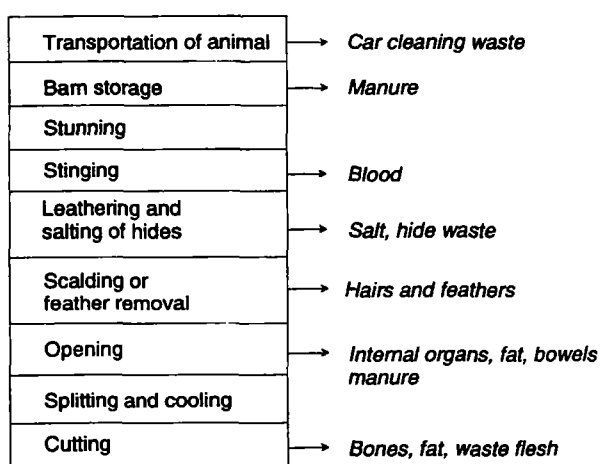 Transportation of animal Car cleaning waste
Barn storage Manure
Stunning
Stinging Blood
Leathering and
salting of hides Salt, hide waste
Scalding or
feather removal Hairs and feathers
Opening Internal organs, fat, bowels
manure
Splitting and cooling
Cutting Bones, fat, waste flesh